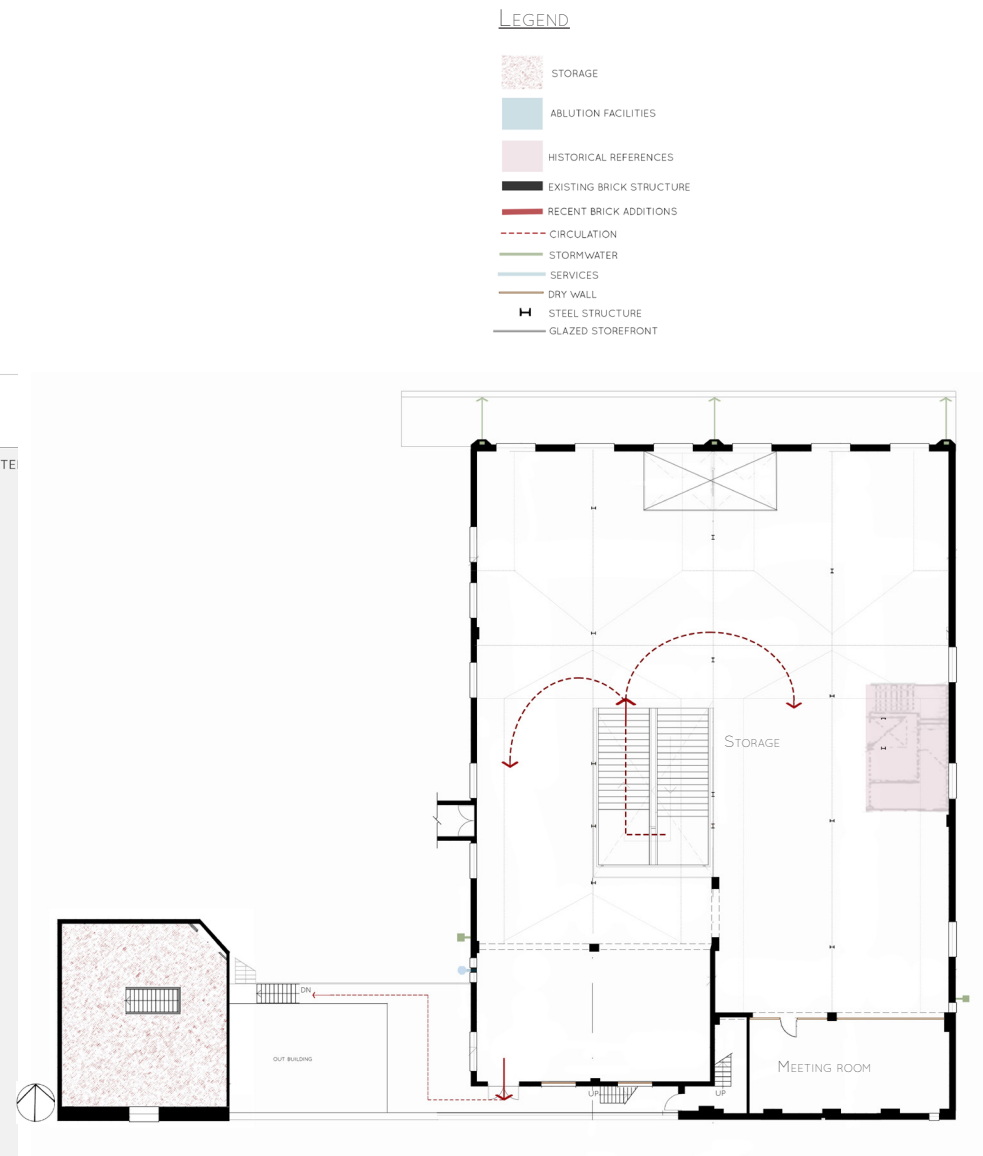 LEGEND
STORAGE
ABLUTION FACILITIES
HISTORICAL REFERENCES
EXISTING BRICK STRUCTURE
RECENT BRICK ADDITIONS
CIRCULATION
STORMWATER
SERVICES
DRY WALL
STEEL STRUCTURE
GLAZED STOREFRONT
TE
STORAGE
DN
OUT BUILDING
MEETING ROOM
UP
UP